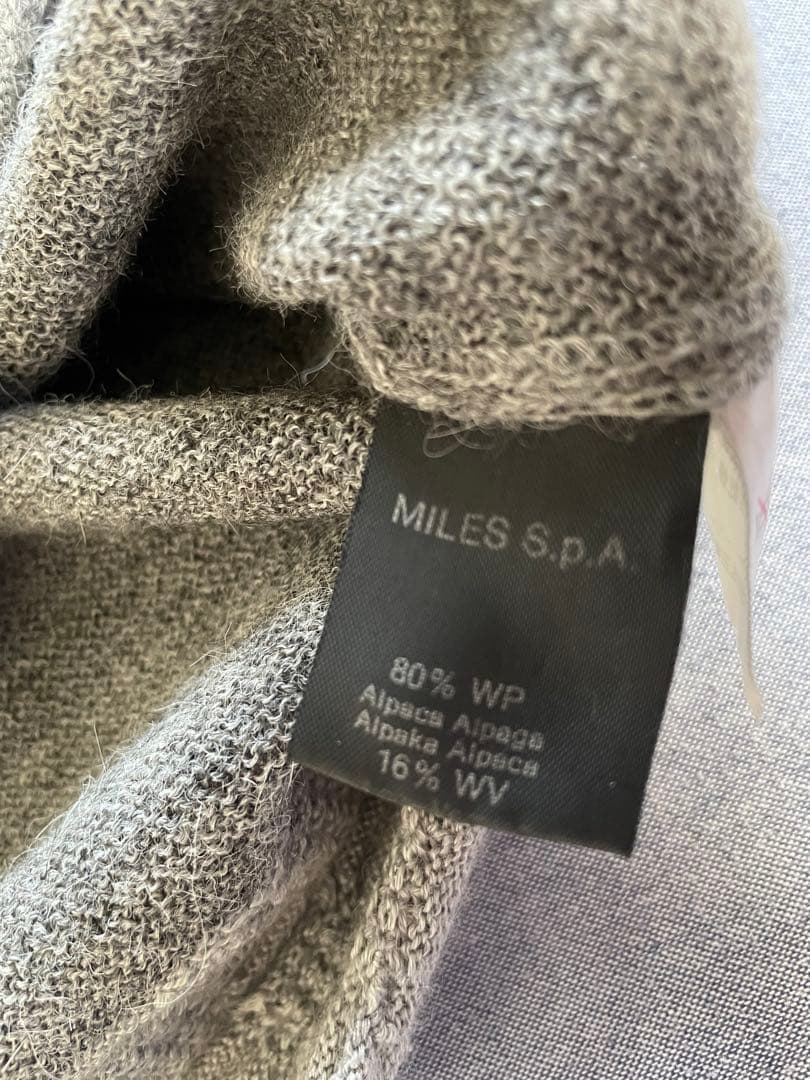 MILES S.p.A.
80% WP
Alpaca Alpaga
Alpaka Alpaca
16% WV